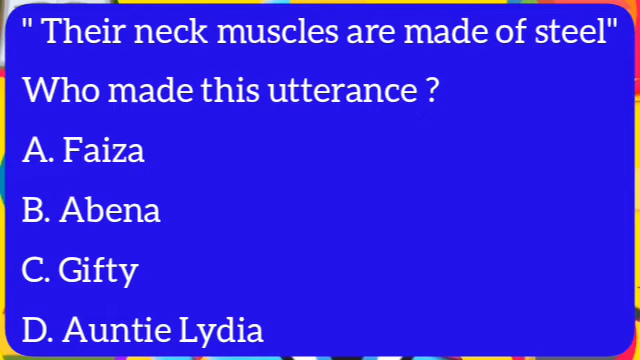 " Their neck muscles are made of steel"
Who made this utterance ?
A. Faiza
B. Abena
C. Gifty
D. Auntie Lydia